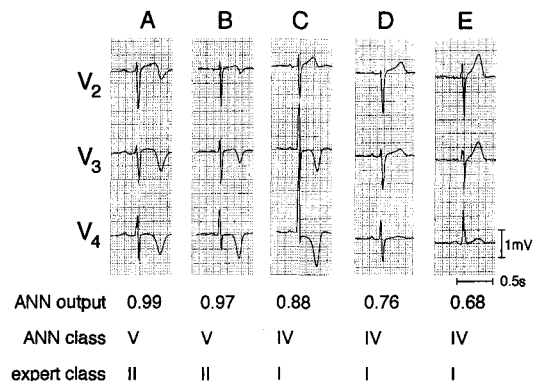 A B C D E
V2
V3
V4
1mV
0.5s
ANN output 0.99 0.97 0.88 0.76 0.68
ANN class V V IV IV IV
expert class II II I I I